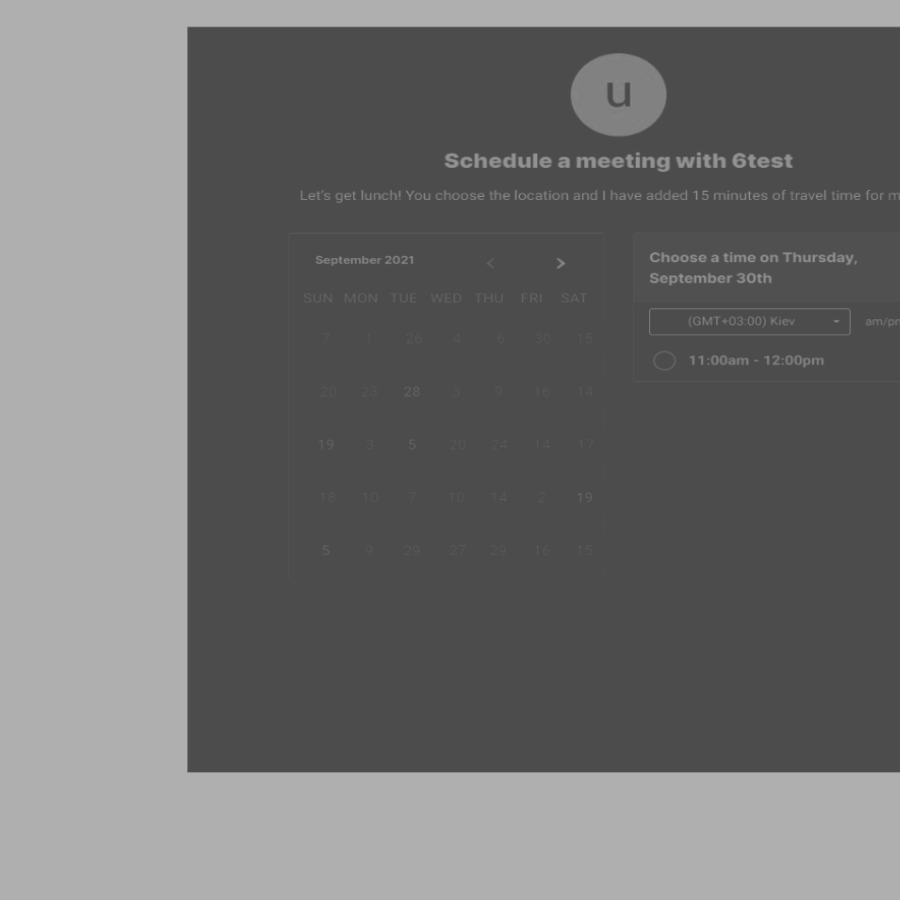 u
Schedule a meeting with 6test
Let's get lunch! You choose the location and I have added 15 minutes of travel time for
September 2021 < >
SUN MON TUE WED THU FRI SAT
7 1 26 4 6 30 15
20 23 28 3 9 16 14
19 3 5 20 24 14 17
18 10 7 10 14 2 19
5 9 29 27 29 16 15
Choose a time on Thursday,
September 30th
(GMT+03:00) Kiev
11:00am - 12:00pm